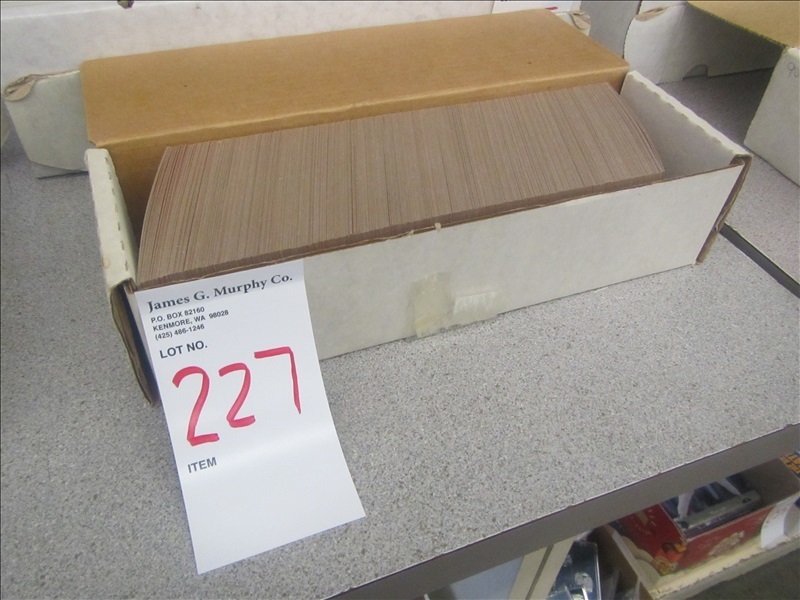 James G. Murphy Co.
P.O. BOX 82160
KENMORE, WA 98028
(425) 486-1246
LOT NO.
227
ITEM